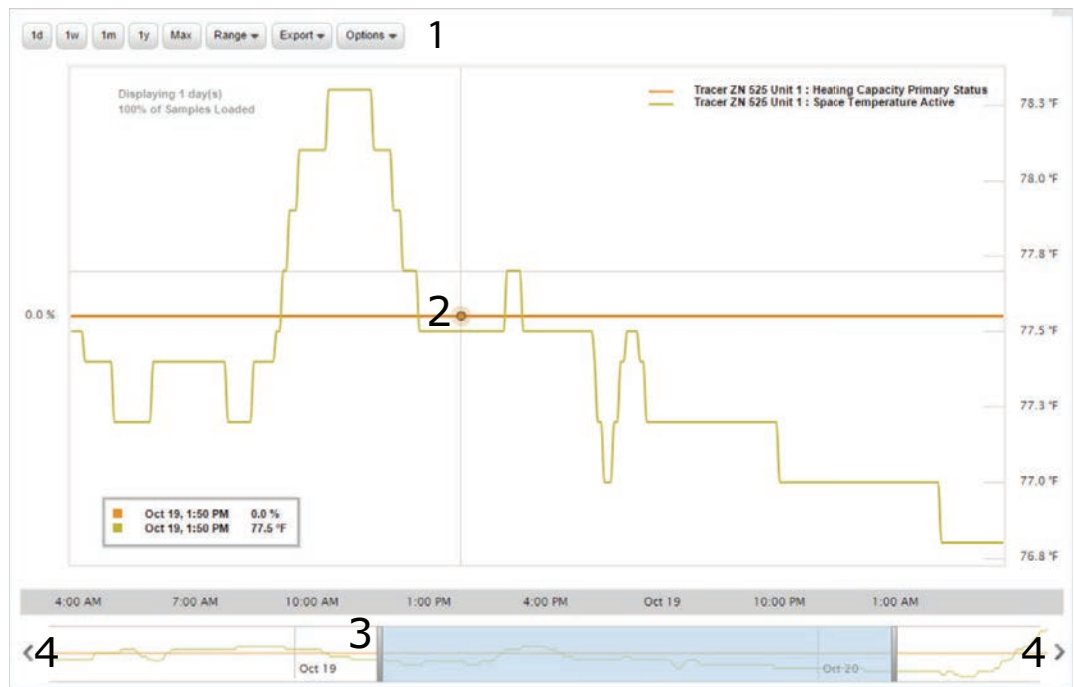 1d 1w 1m 1y Max Range Export Options 1
Displaying 1 day(s)
100% of Samples Loaded
Tracer ZN 525 Unit 1 : Heating Capacity Primary Status
Tracer ZN 525 Unit 1 : Space Temperature Active
78.3 °F
78.0 °F
77.8 °F
0.0 %
2
77.5 °F
77.3 °F
77.0 °F
76.8 °F
Oct 19, 1:50 PM 0.0 %
Oct 19, 1:50 PM 77.5 °F
4:00 AM 7:00 AM 10:00 AM 1:00 PM 4:00 PM Oct 19 10:00 PM 1:00 AM
3
4 4
Oct 19 Oct 20